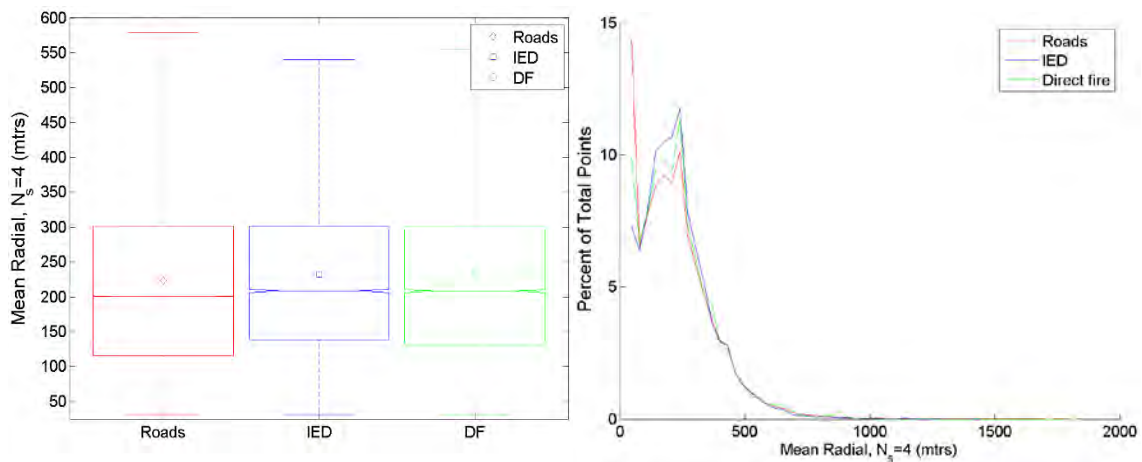 600
550
500
450
400
350
300
250
200
150
100
50
Mean Radial, N_s=4 (mtrs)
Roads
IED
DF
Roads IED DF
15
10
5
0
Percent of Total Points
Roads
IED
Direct fire
0 500 1000 1500 2000
Mean Radial, N_s=4 (mtrs)